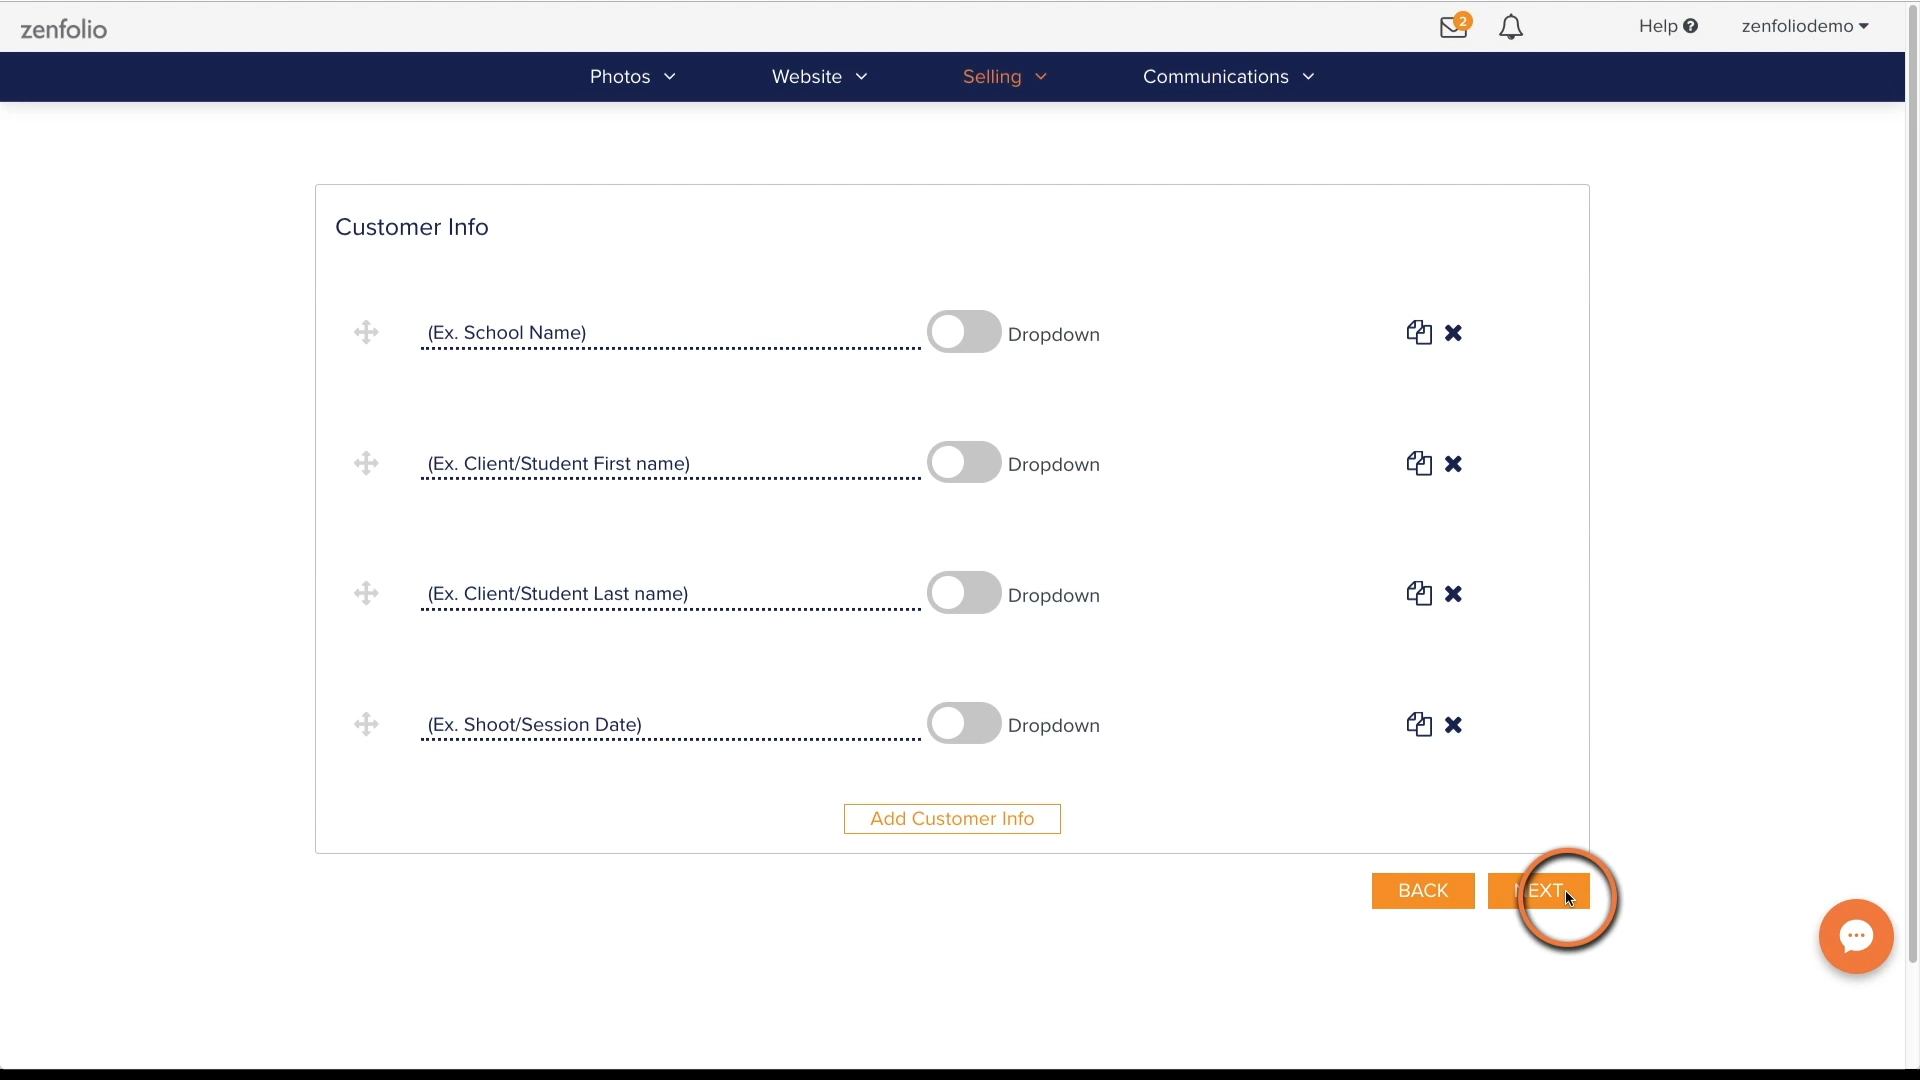 zenfolio
2
Help
zenfoliodemo
Photos
Website
Selling
Communications
Customer Info
(Ex. School Name)
Dropdown
(Ex. Client/Student First name)
Dropdown
(Ex. Client/Student Last name)
Dropdown
(Ex. Shoot/Session Date)
Dropdown
Add Customer Info
BACK
NEXT